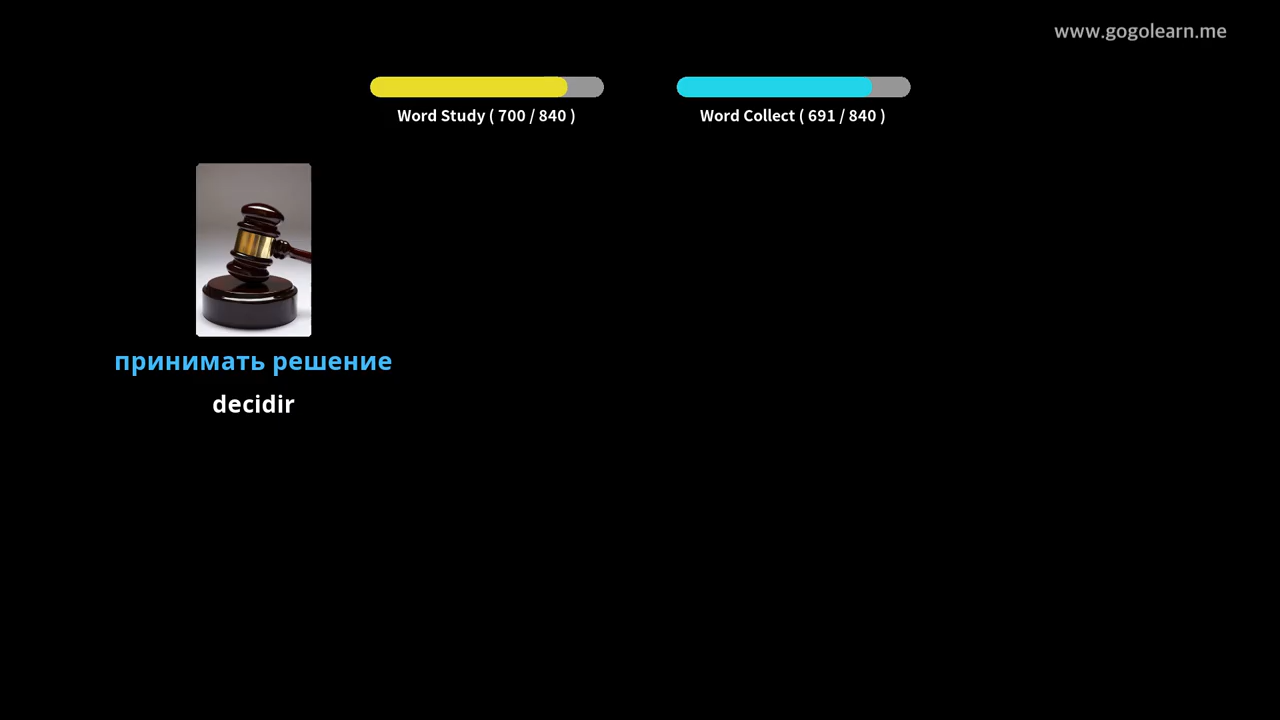 www.gogolearn.me
Word Study ( 700 / 840 )
Word Collect ( 691 / 840 )
принимать решение
decidir